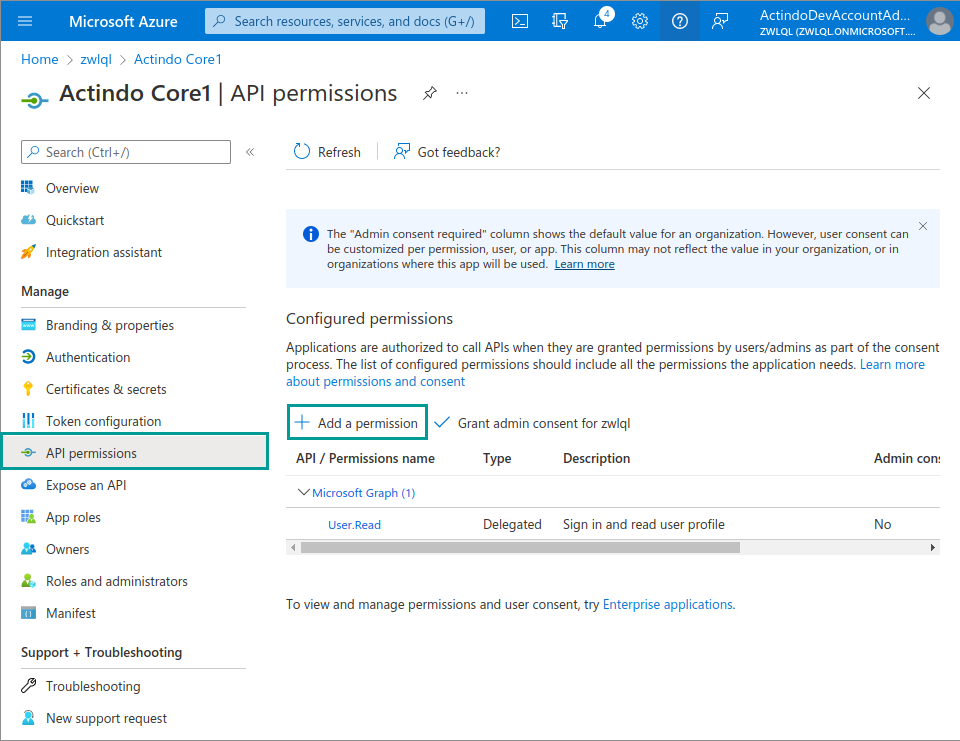 Microsoft Azure
Search resources, services, and docs (G+/)
4
ActindoDevAccountAd...
ZWLQL (ZWLQL.ONMICROSOFT....
Home > zwlql > Actindo Core1
Actindo Core1 | API permissions
Search (Ctrl+/)
Refresh
Got feedback?
Overview
Quickstart
Integration assistant
Manage
Branding & properties
Authentication
Certificates & secrets
Token configuration
API permissions
Expose an API
App roles
Owners
Roles and administrators
Manifest
Support + Troubleshooting
Troubleshooting
New support request
The "Admin consent required" column shows the default value for an organization. However, user consent can
be customized per permission, user, or app. This column may not reflect the value in your organization, or in
organizations where this app will be used. Learn more
Configured permissions
Applications are authorized to call APIs when they are granted permissions by users/admins as part of the consent
process. The list of configured permissions should include all the permissions the application needs. Learn more
about permissions and consent
Add a permission
Grant admin consent for zwlql
API / Permissions name Type Description Admin cons
Microsoft Graph (1)
User.Read Delegated Sign in and read user profile No
To view and manage permissions and user consent, try Enterprise applications.